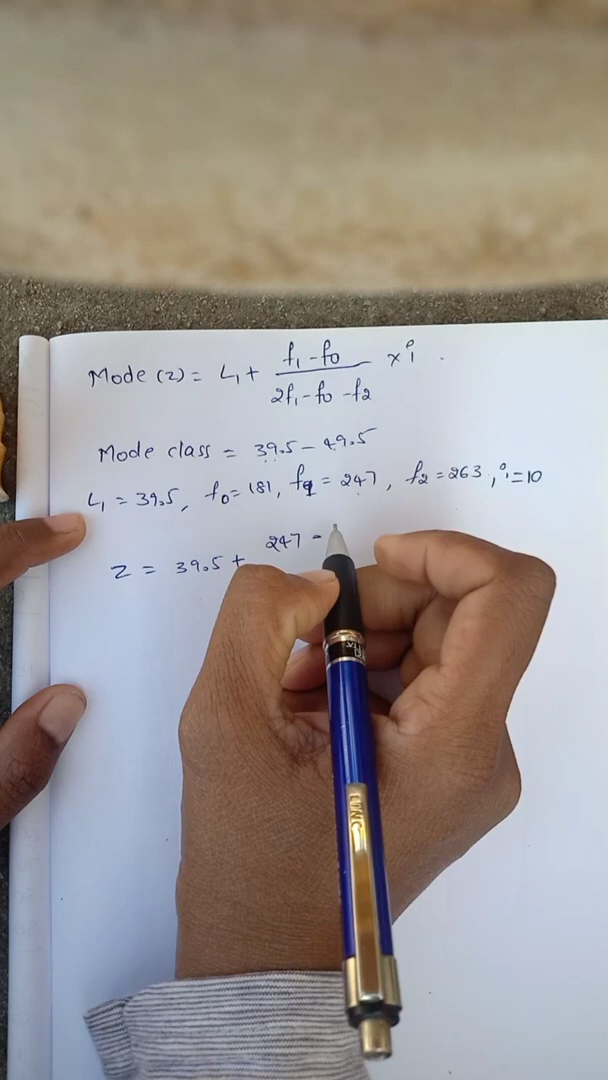 Mode (z) = L₁ + f₁-f₀ / 2f₁-f₀-f₂ × i .
Mode class = 39.5 - 49.5
L₁ = 39.5, f₀ = 181, f₁ = 247, f₂ = 263, i = 10
z = 39.5 + 247 -
LINC